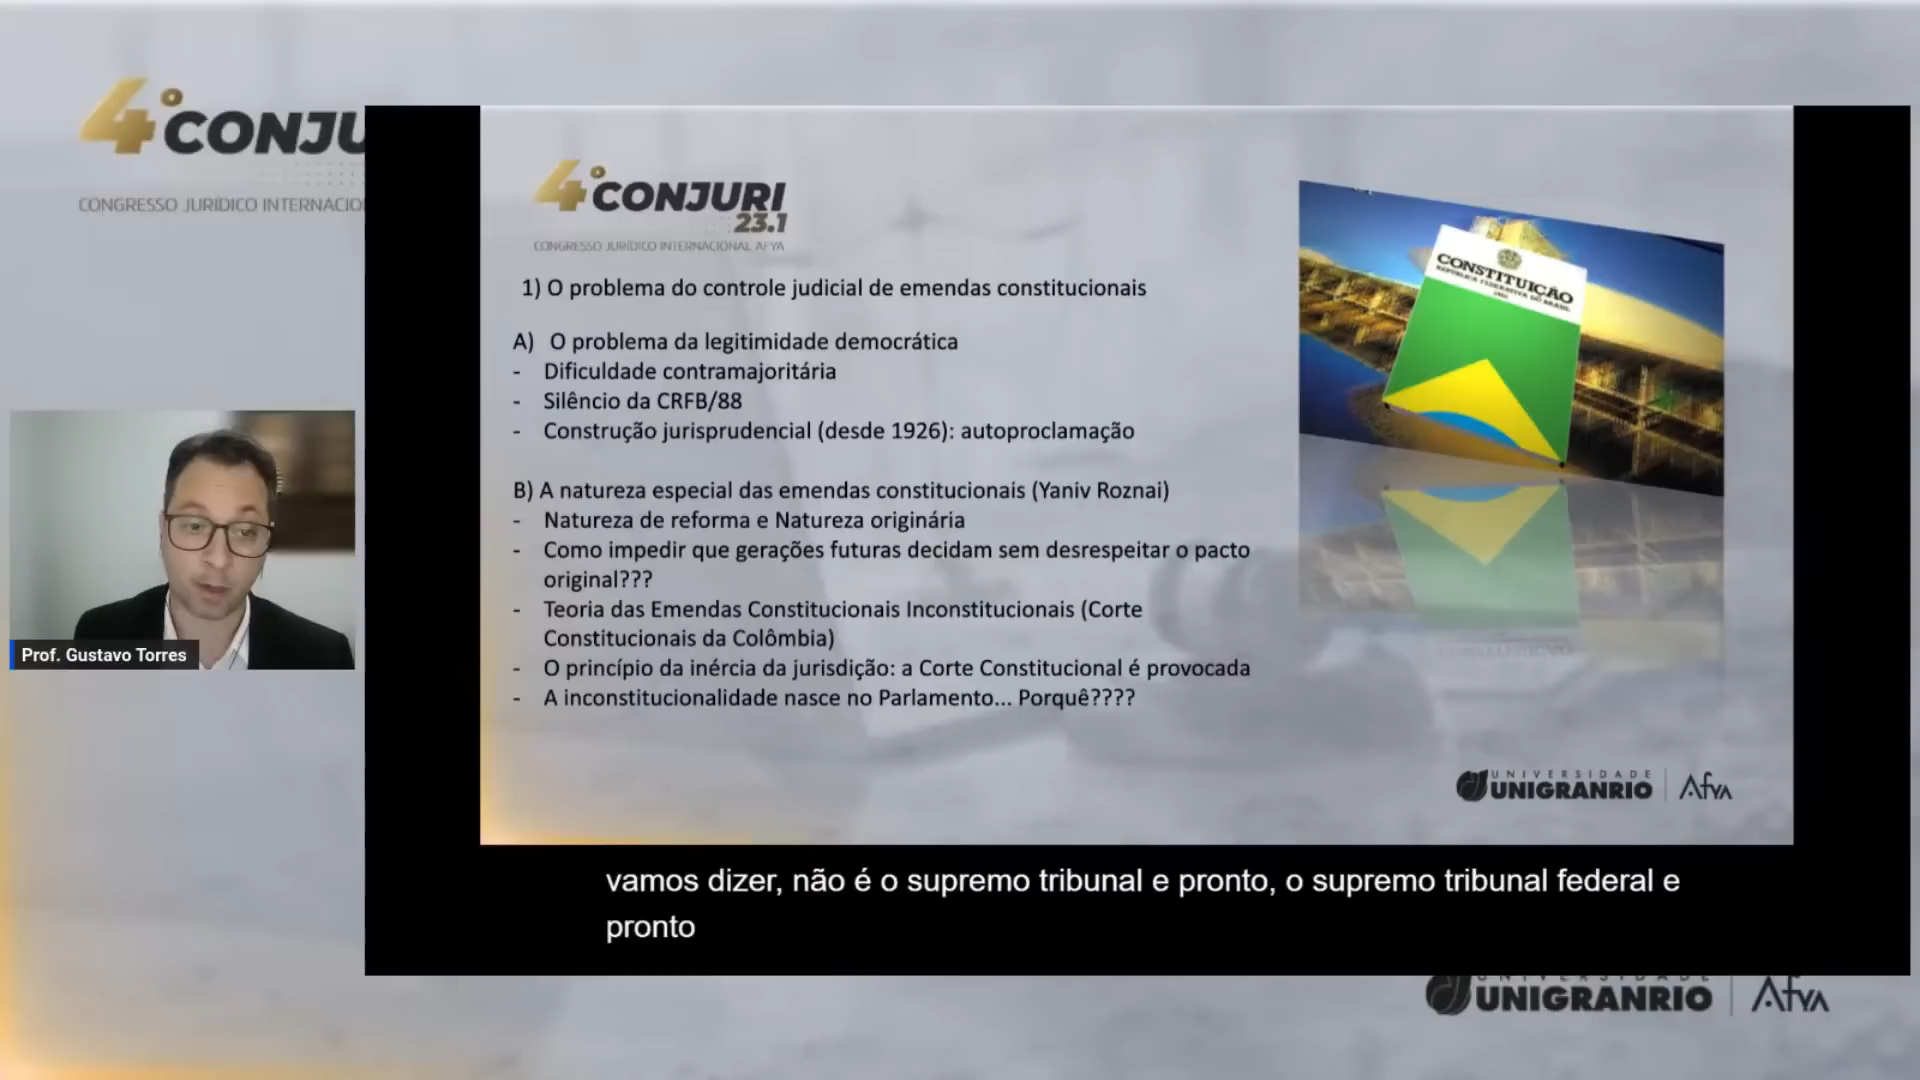 4º CONJU
CONGRESSO JURÍDICO INTERNACIO
4º CONJURI
23.1
CONGRESSO JURÍDICO INTERNACIONAL AFYA
1) O problema do controle judicial de emendas constitucionais
A) O problema da legitimidade democrática
- Dificuldade contramajoritária
- Silêncio da CRFB/88
- Construção jurisprudencial (desde 1926): autoproclamação
B) A natureza especial das emendas constitucionais (Yaniv Roznai)
- Natureza de reforma e Natureza originária
- Como impedir que gerações futuras decidam sem desrespeitar o pacto
original???
- Teoria das Emendas Constitucionais Inconstitucionais (Corte
Constitucionais da Colômbia)
- O princípio da inércia da jurisdição: a Corte Constitucional é provocada
- A inconstitucionalidade nasce no Parlamento... Porquê????
CONSTITUIÇÃO
REPÚBLICA FEDERATIVA DO BRASIL
1988
Prof. Gustavo Torres
UNIVERSIDADE
UNIGRANRIO
Afya
vamos dizer, não é o supremo tribunal e pronto, o supremo tribunal federal e
pronto
UNIVERSIDADE
UNIGRANRIO
Afya